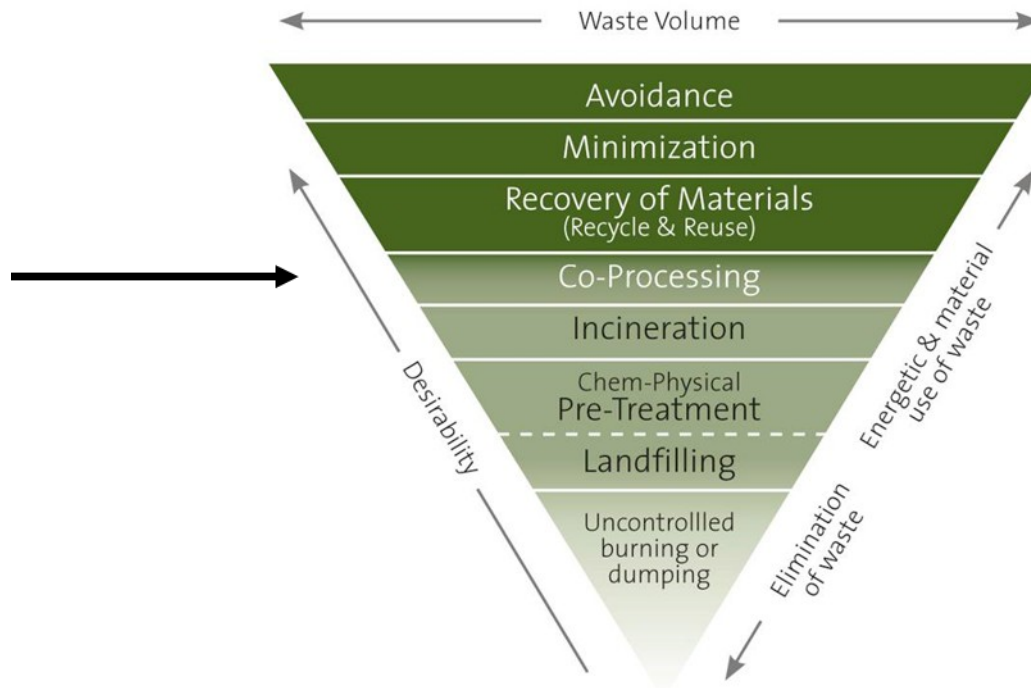 Waste Volume
Avoidance
Minimization
Recovery of Materials
(Recycle & Reuse)
Co-Processing
Incineration
Chem-Physical
Pre-Treatment
Landfilling
Uncontrollled
burning or
dumping
Desirability
Energetic & material
use of waste
Elimination
of waste